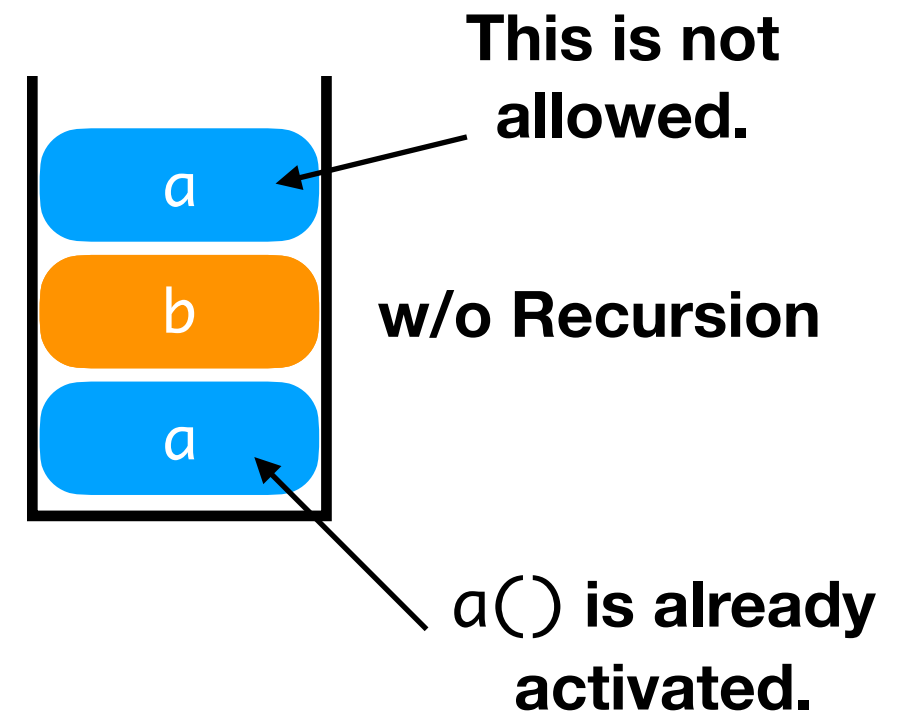 This is not
allowed.
a
b
w/o Recursion
a
a() is already
activated.